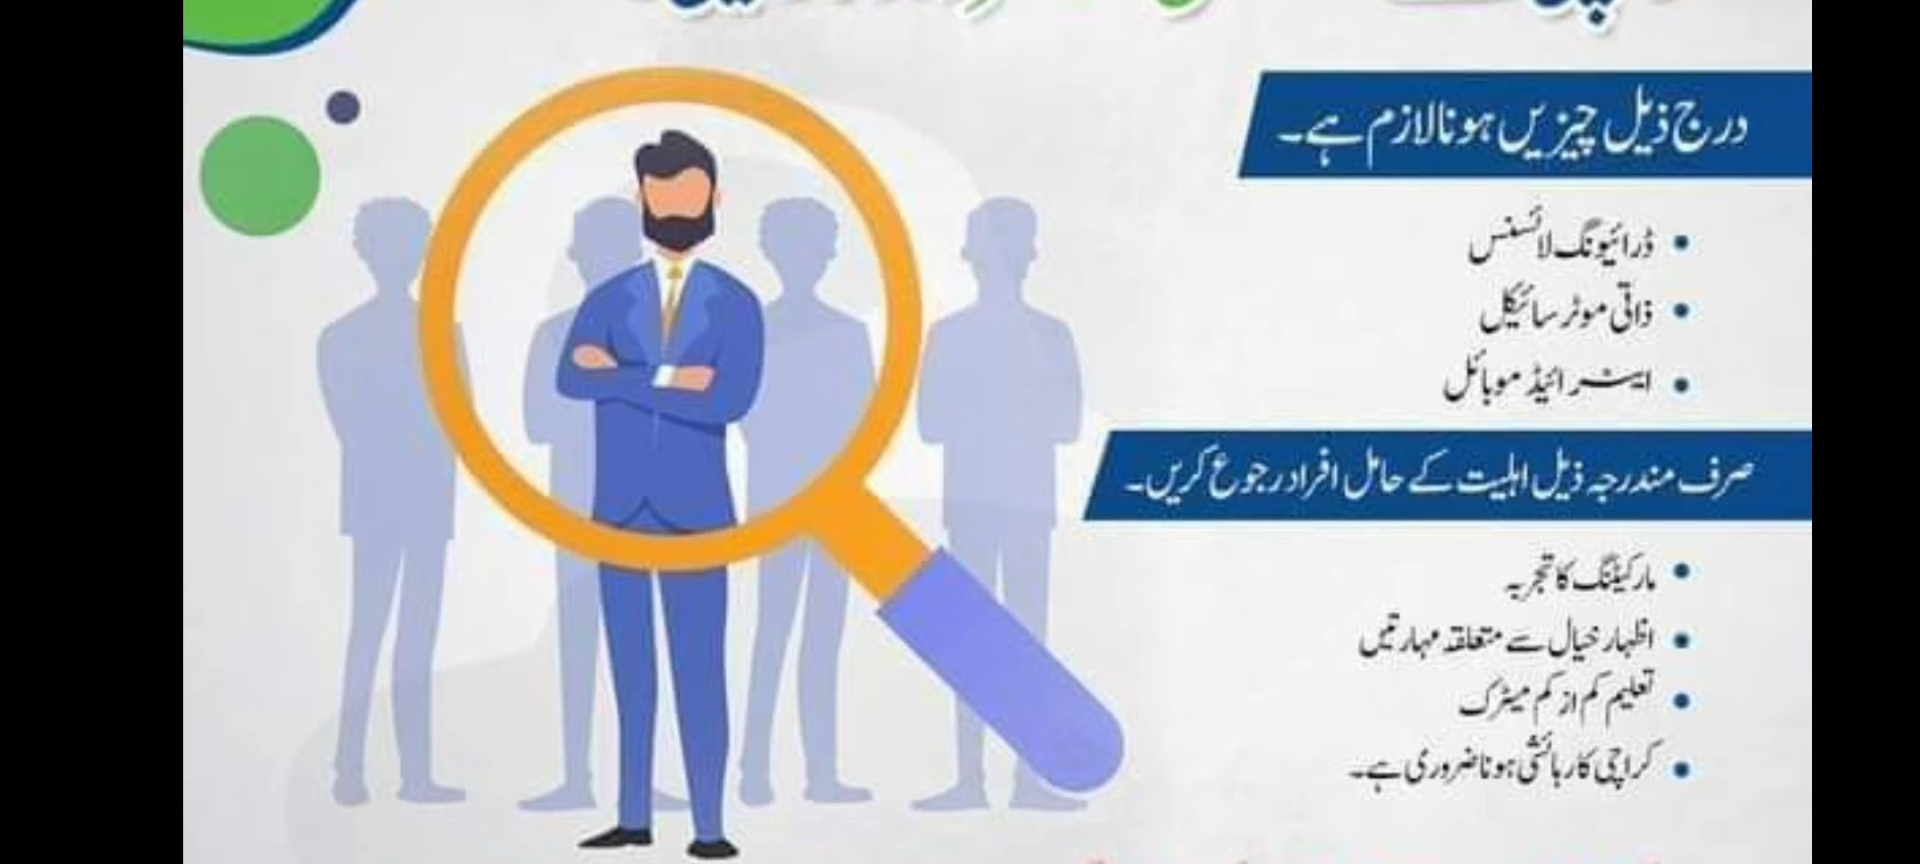 درج ذیل چیزیں ہونا لازم ہے۔
ڈرائیونگ لائسنس
ذاتی موٹر سائیکل
اینڈرائیڈ موبائل
صرف مندرجہ ذیل اہلیت کے حامل افراد رجوع کریں۔
مارکیٹنگ کا تجربہ
اظہار خیال سے متعلقہ مہارتیں
تعلیم کم از کم میٹرک
کراچی کا رہائشی ہونا ضروری ہے۔